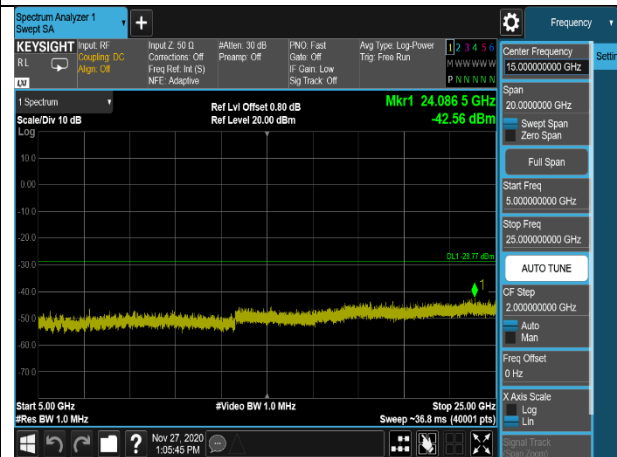 Spectrum Analyzer 1
Swept SA
+
Frequency
KEYSIGHT
RL
Input: RF
Coupling: DC
Align: Off
Input Z: 50 Ω
Corrections: Off
Freq Ref: Int (S)
NFE: Adaptive
#Atten: 30 dB
Preamp: Off
PNO: Fast
Gate: Off
IF Gain: Low
Sig Track: Off
Avg Type: Log-Power
Trig: Free Run
1 2 3 4 5 6
M W W W W W
P N N N N N
1 Spectrum
Scale/Div 10 dB
Log
Ref Lvl Offset 0.80 dB
Ref Level 20.00 dBm
Mkr1 24.086 5 GHz
-42.56 dBm
10.0
0.00
-10.0
-20.0
-30.0
-40.0
-50.0
-60.0
-70.0
DL1 -28.77 dBm
1
Start 5.00 GHz
#Res BW 1.0 MHz
#Video BW 1.0 MHz
Stop 25.00 GHz
Sweep ~36.8 ms (40001 pts)
?
Nov 27, 2020
1:05:45 PM
Center Frequency
15.000000000 GHz
Settin
Span
20.0000000 GHz
Swept Span
Zero Span
Full Span
Start Freq
5.000000000 GHz
Stop Freq
25.000000000 GHz
AUTO TUNE
CF Step
2.000000000 GHz
Auto
Man
Freq Offset
0 Hz
X Axis Scale
Log
Lin
Signal Track
(Span Zoom)